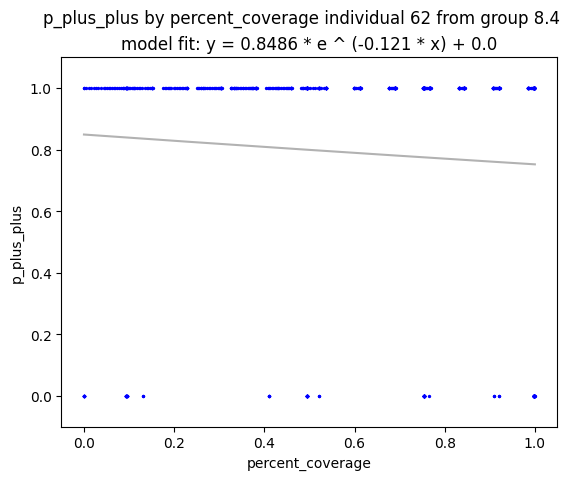 p_plus_plus by percent_coverage individual 62 from group 8.4
model fit: y = 0.8486 * e ^ (-0.121 * x) + 0.0
1.0
0.8
0.6
0.4
0.2
0.0
p_plus_plus
0.0 0.2 0.4 0.6 0.8 1.0
percent_coverage